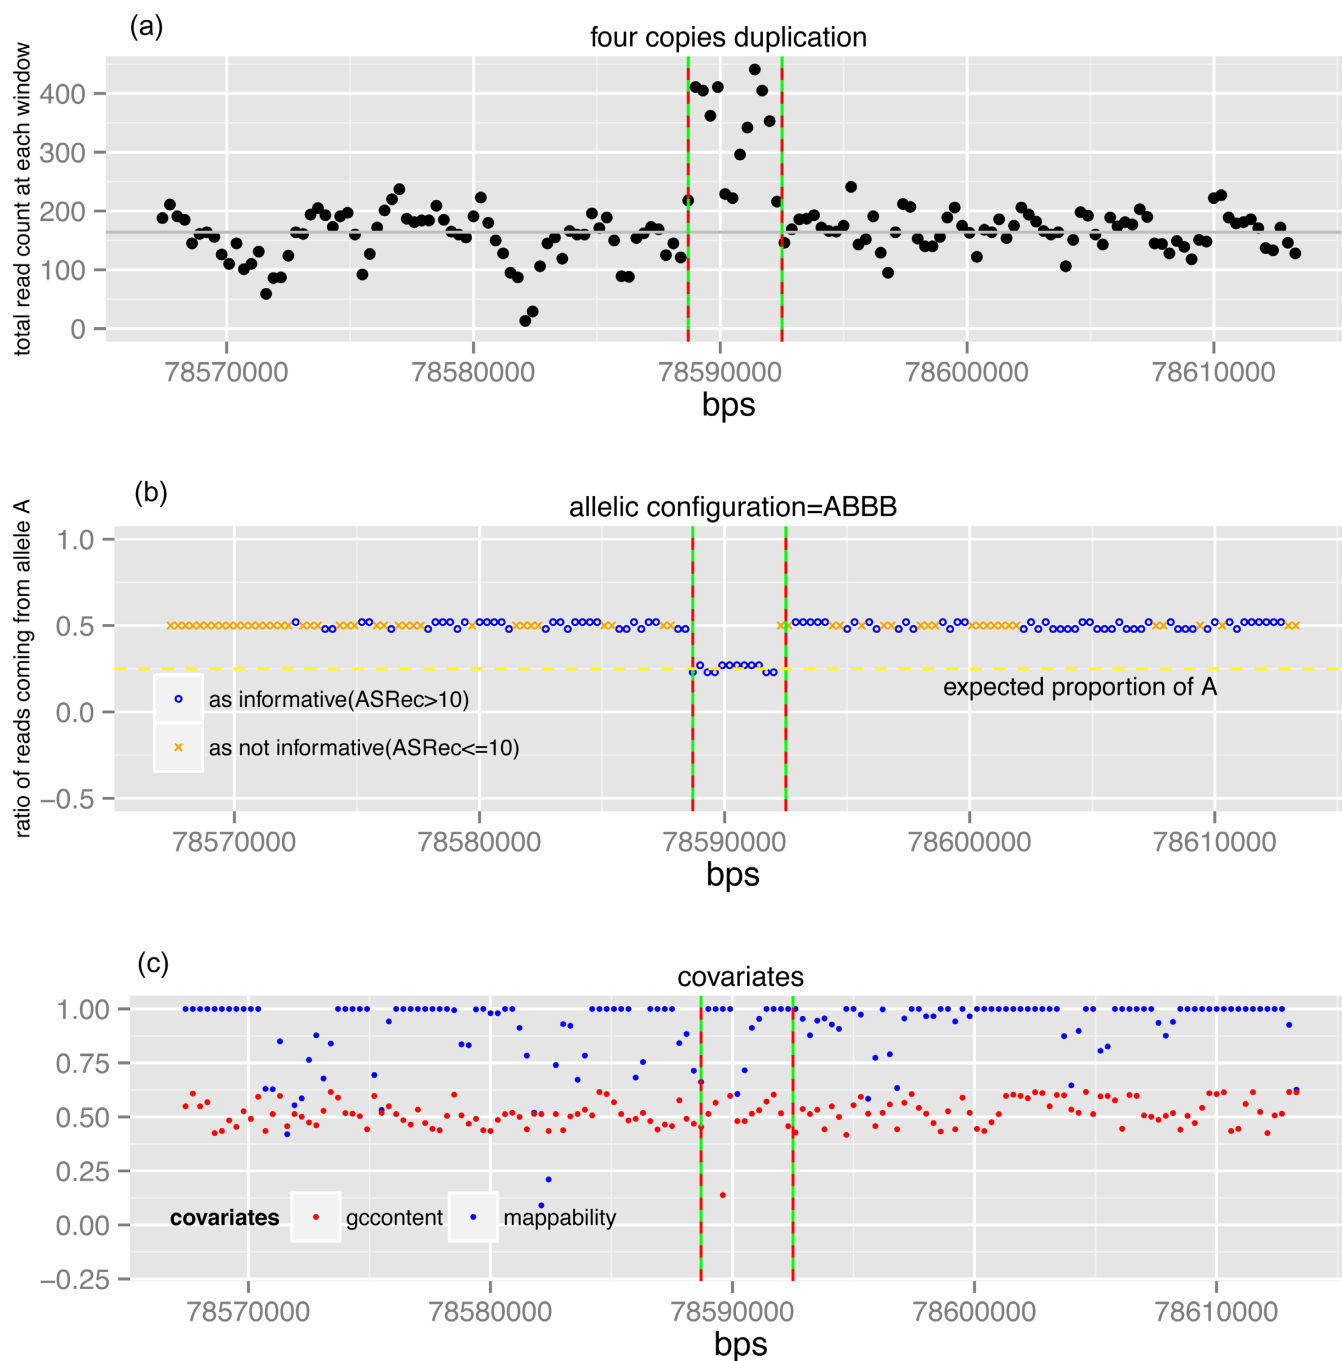 (a)
four copies duplication
total read count at each window
400
300
200
100
0
78570000
78580000
78590000
78600000
78610000
bps
(b)
allelic configuration=ABBB
ratio of reads coming from allele A
1.0
0.5
0.0
−0.5
expected proportion of A
as informative(ASRec>10)
as not informative(ASRec<=10)
78570000
78580000
78590000
78600000
78610000
bps
(c)
covariates
1.00
0.75
0.50
0.25
0.00
−0.25
covariates gccontent mappability
78570000
78580000
78590000
78600000
78610000
bps